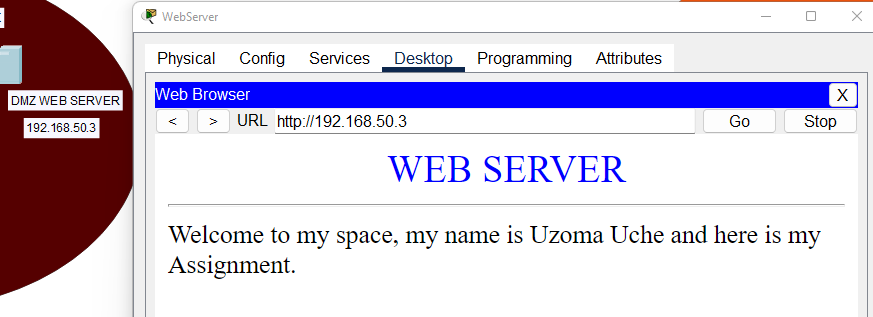 WebServer
Physical Config Services Desktop Programming Attributes
DMZ WEB SERVER
192.168.50.3
Web Browser X
< > URL http://192.168.50.3 Go Stop
WEB SERVER
Welcome to my space, my name is Uzoma Uche and here is my
Assignment.